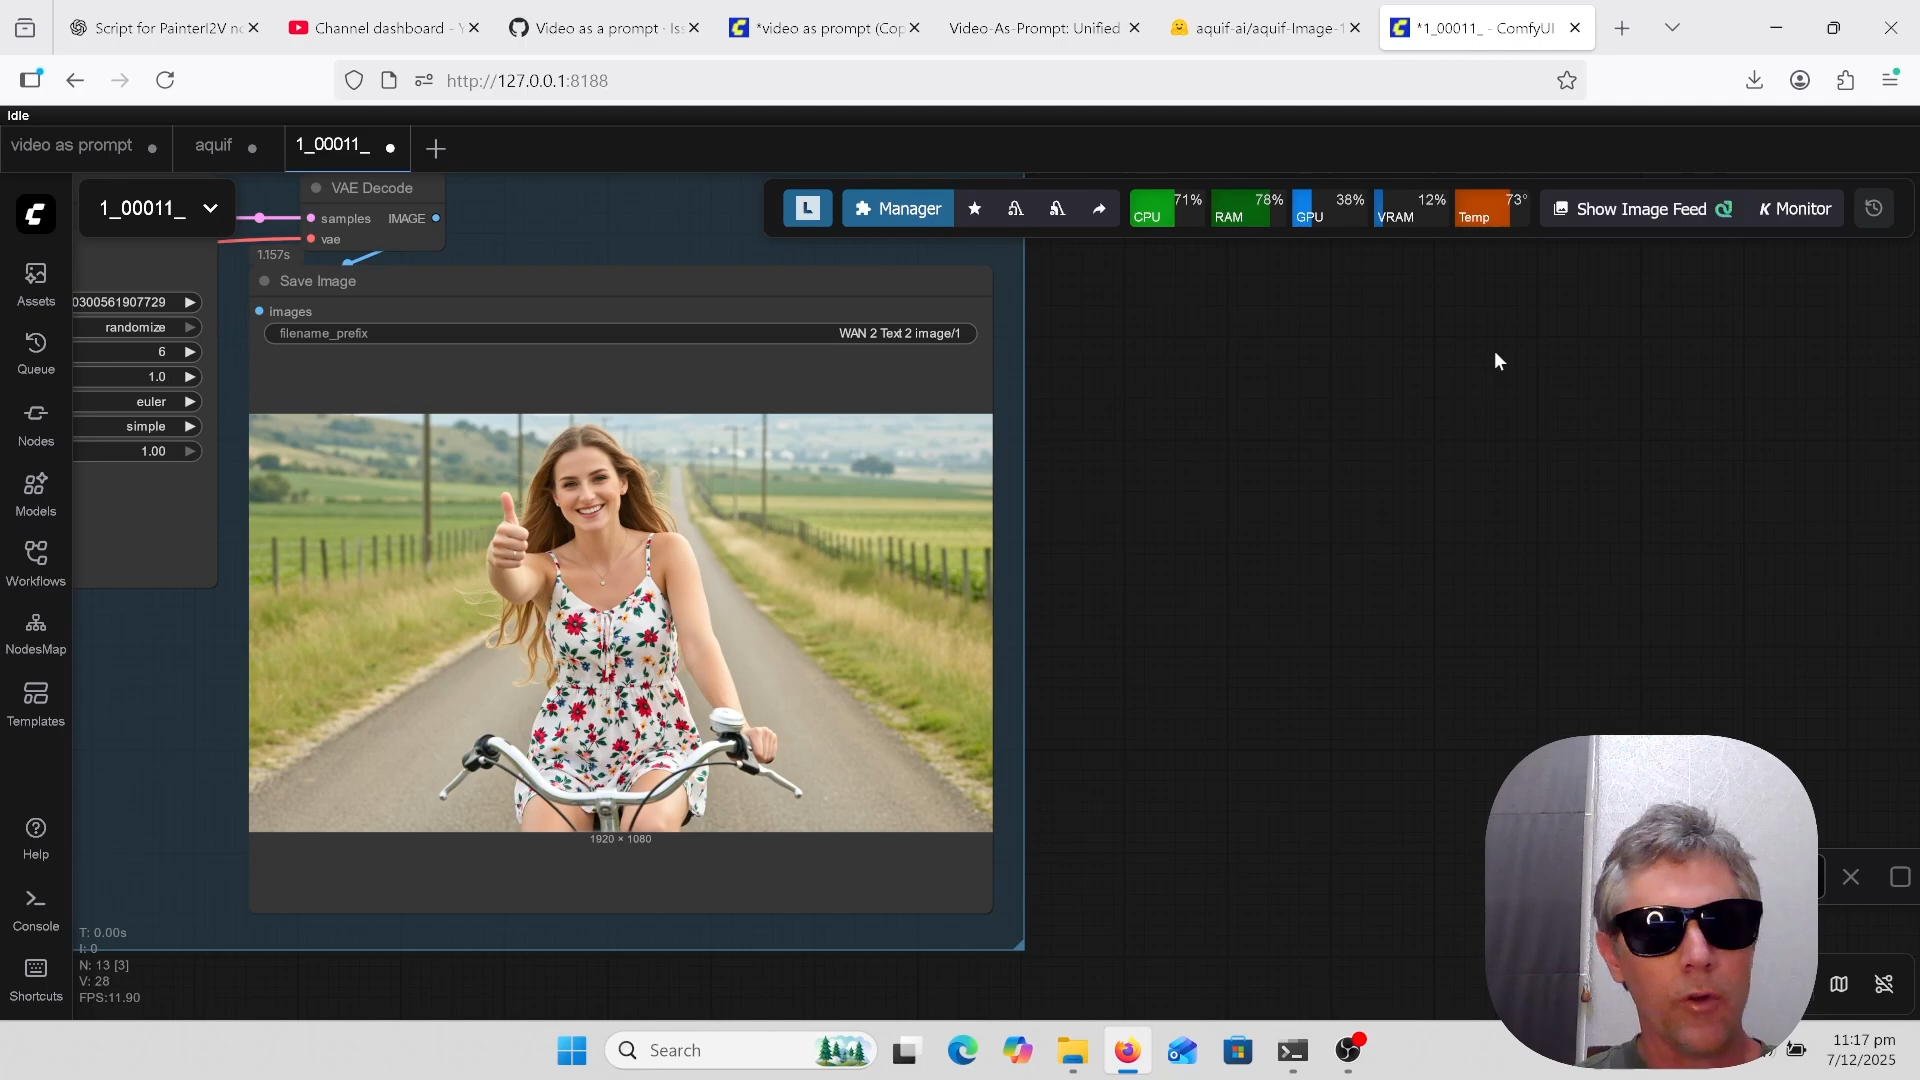 Script for PainterI2V nc
Channel dashboard - Y
Video as a prompt · Iss
*video as prompt (Cop
Video-As-Prompt: Unified
aquif-ai/aquif-Image-1
*1_00011_ - ComfyUI
http://127.0.0.1:8188
Idle
video as prompt
aquif
1_00011_
1_00011_
VAE Decode
samples
IMAGE
vae
L
Manager
CPU
71%
RAM
78%
GPU
38%
VRAM
12%
Temp
73°
Show Image Feed
K Monitor
1.157s
Save Image
images
filename_prefix
WAN 2 Text 2 image/1
0300561907729
randomize
6
1.0
euler
simple
1.00
Assets
Queue
Nodes
Models
Workflows
NodesMap
Templates
Help
Console
Shortcuts
1920 × 1080
T: 0.00s
I: 0
N: 13 [3]
V: 28
FPS:11.90
Search
11:17 pm
7/12/2025